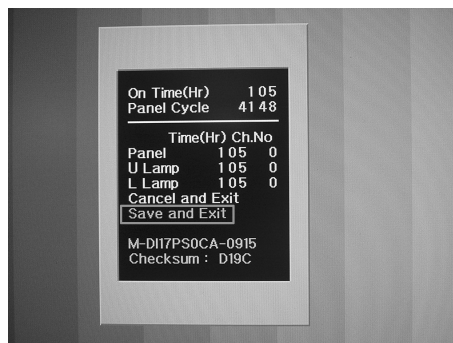 On Time(Hr) 105
Panel Cycle 4148
Time(Hr) Ch.No
Panel 105 0
U Lamp 105 0
L Lamp 105 0
Cancel and Exit
Save and Exit
M-DI17PS0CA-0915
Checksum : D19C